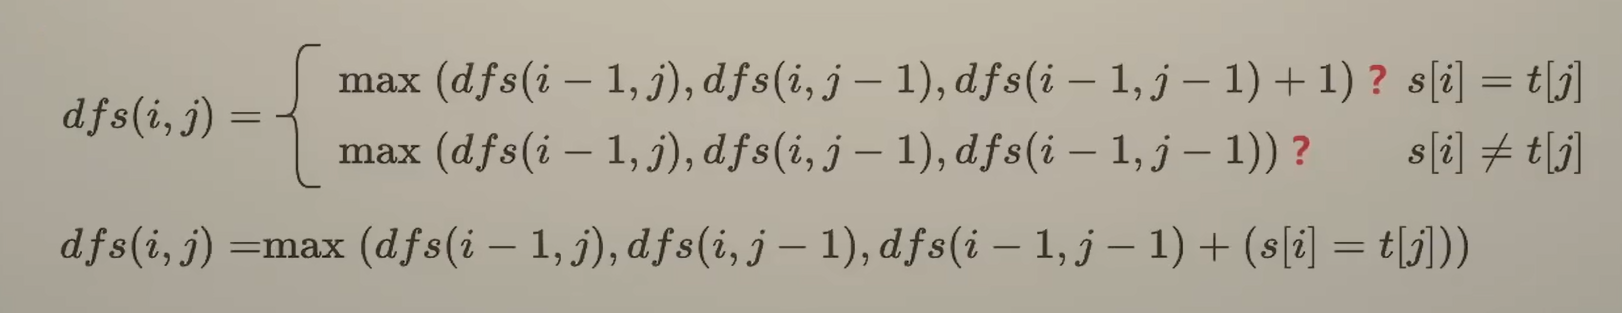 dfs(i, j) = { max (dfs(i − 1, j), dfs(i, j − 1), dfs(i − 1, j − 1) + 1) ? s[i] = t[j]
max (dfs(i − 1, j), dfs(i, j − 1), dfs(i − 1, j − 1)) ? s[i] ≠ t[j]
dfs(i, j) =max (dfs(i − 1, j), dfs(i, j − 1), dfs(i − 1, j − 1) + (s[i] = t[j]))